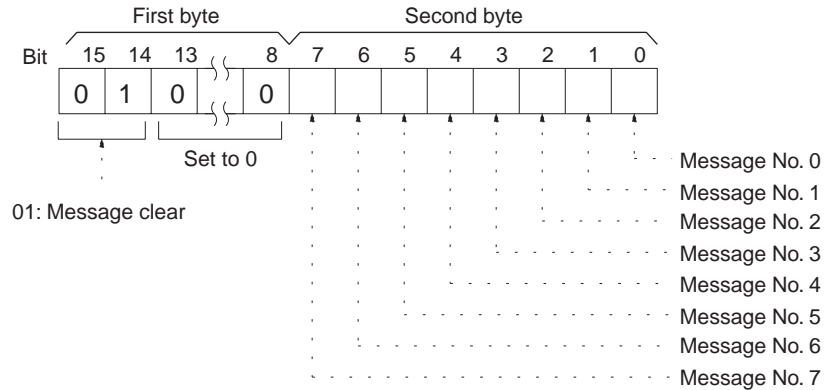 First byte Second byte
Bit 15 14 13 8 7 6 5 4 3 2 1 0
0 1 0 0
Set to 0
Message No. 0
Message No. 1
01: Message clear
Message No. 2
Message No. 3
Message No. 4
Message No. 5
Message No. 6
Message No. 7